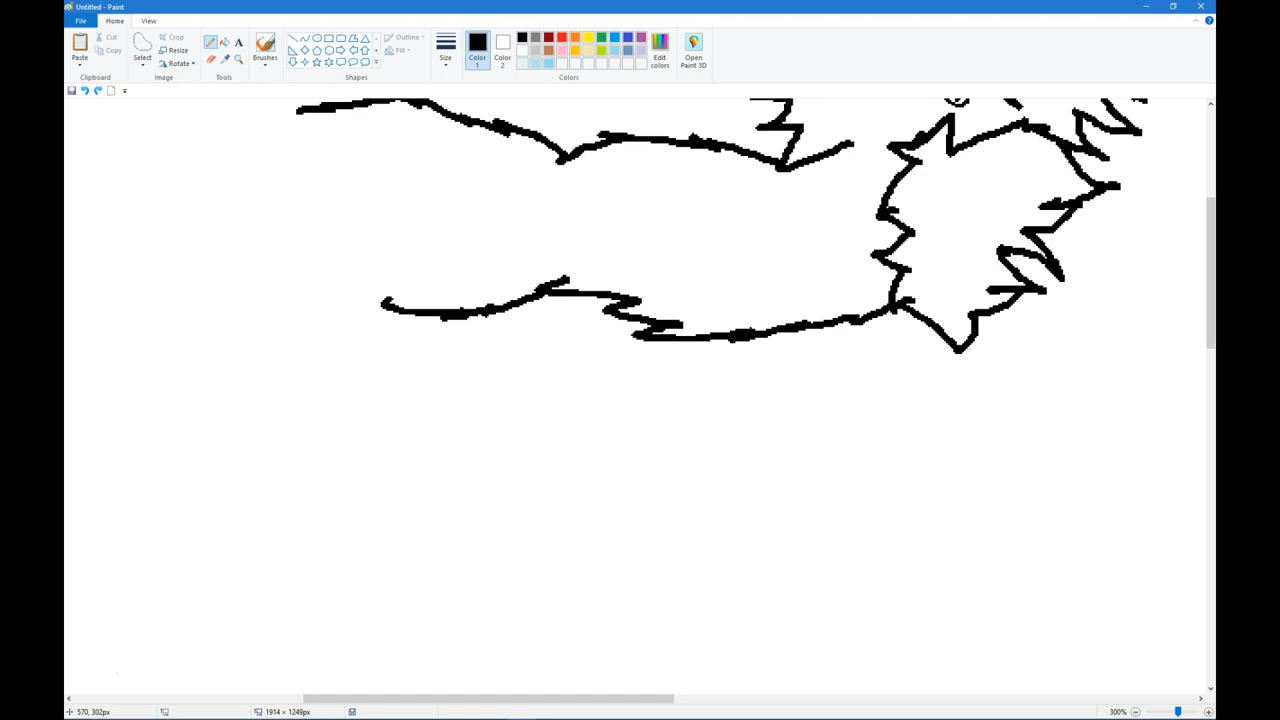 Untitled - Paint
File Home View
Paste
Cut
Copy
Clipboard
Select
Crop
Resize
Rotate
Image
A
Tools
Brushes
Outline
Fill
Shapes
Size
Color 1
Color 2
Edit colors
Colors
Open Paint 3D
570, 302px
1914 × 1249px
300%